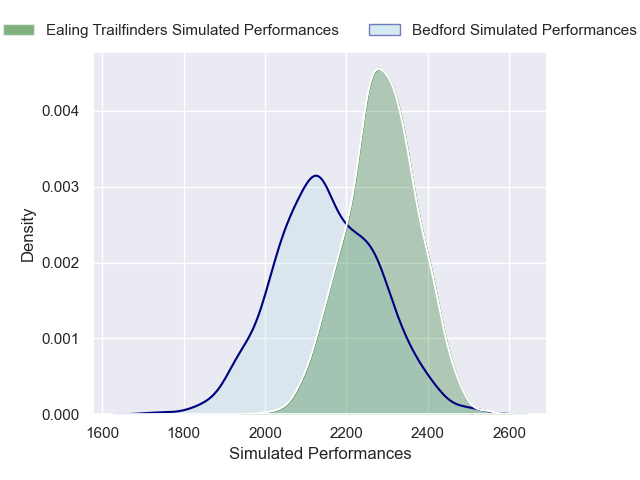 Ealing Trailfinders Simulated Performances
Bedford Simulated Performances
Density
0.004
0.003
0.002
0.001
0.000
1600 1800 2000 2200 2400 2600
Simulated Performances